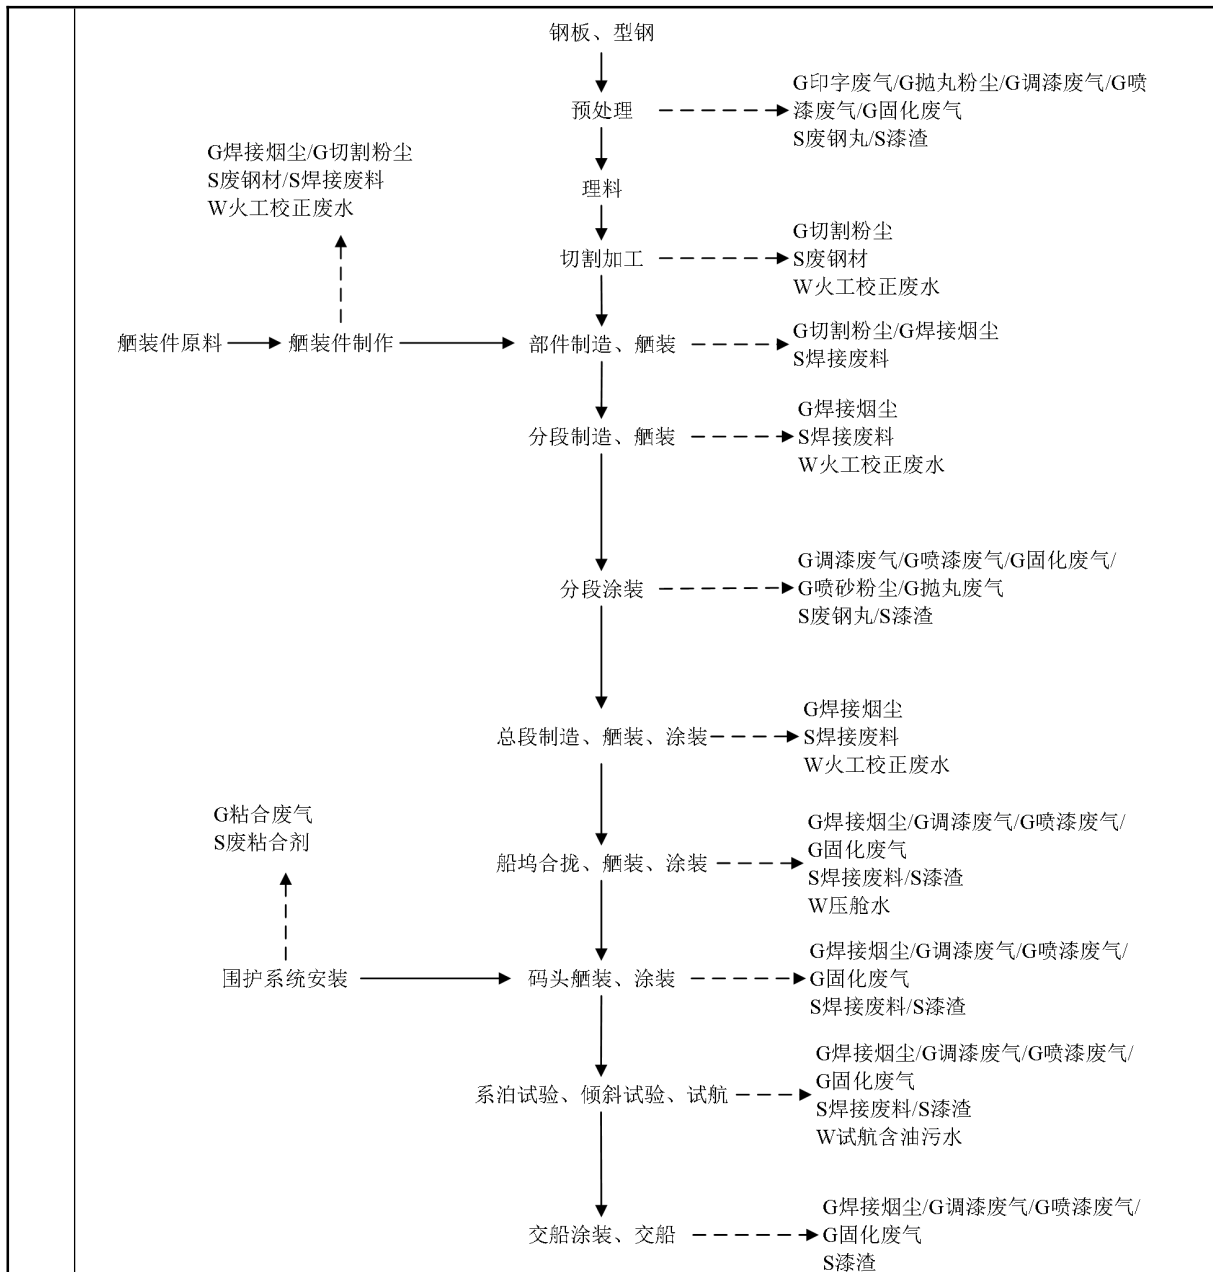 钢板、型钢
预处理
G印字废气/G抛丸粉尘/G调漆废气/G喷
漆废气/G固化废气
S废钢丸/S漆渣
G焊接烟尘/G切割粉尘
S废钢材/S焊接废料
W火工校正废水
理料
切割加工
G切割粉尘
S废钢材
W火工校正废水
舾装件原料
舾装件制作
部件制造、舾装
G切割粉尘/G焊接烟尘
S焊接废料
分段制造、舾装
G焊接烟尘
S焊接废料
W火工校正废水
分段涂装
G调漆废气/G喷漆废气/G固化废气/
G喷砂粉尘/G抛丸废气
S废钢丸/S漆渣
总段制造、舾装、涂装
G焊接烟尘
S焊接废料
W火工校正废水
G粘合废气
S废粘合剂
船坞合拢、舾装、涂装
G焊接烟尘/G调漆废气/G喷漆废气/
G固化废气
S焊接废料/S漆渣
W压舱水
围护系统安装
码头舾装、涂装
G焊接烟尘/G调漆废气/G喷漆废气/
G固化废气
S焊接废料/S漆渣
系泊试验、倾斜试验、试航
G焊接烟尘/G调漆废气/G喷漆废气/
G固化废气
S焊接废料/S漆渣
W试航含油污水
交船涂装、交船
G焊接烟尘/G调漆废气/G喷漆废气/
G固化废气
S漆渣